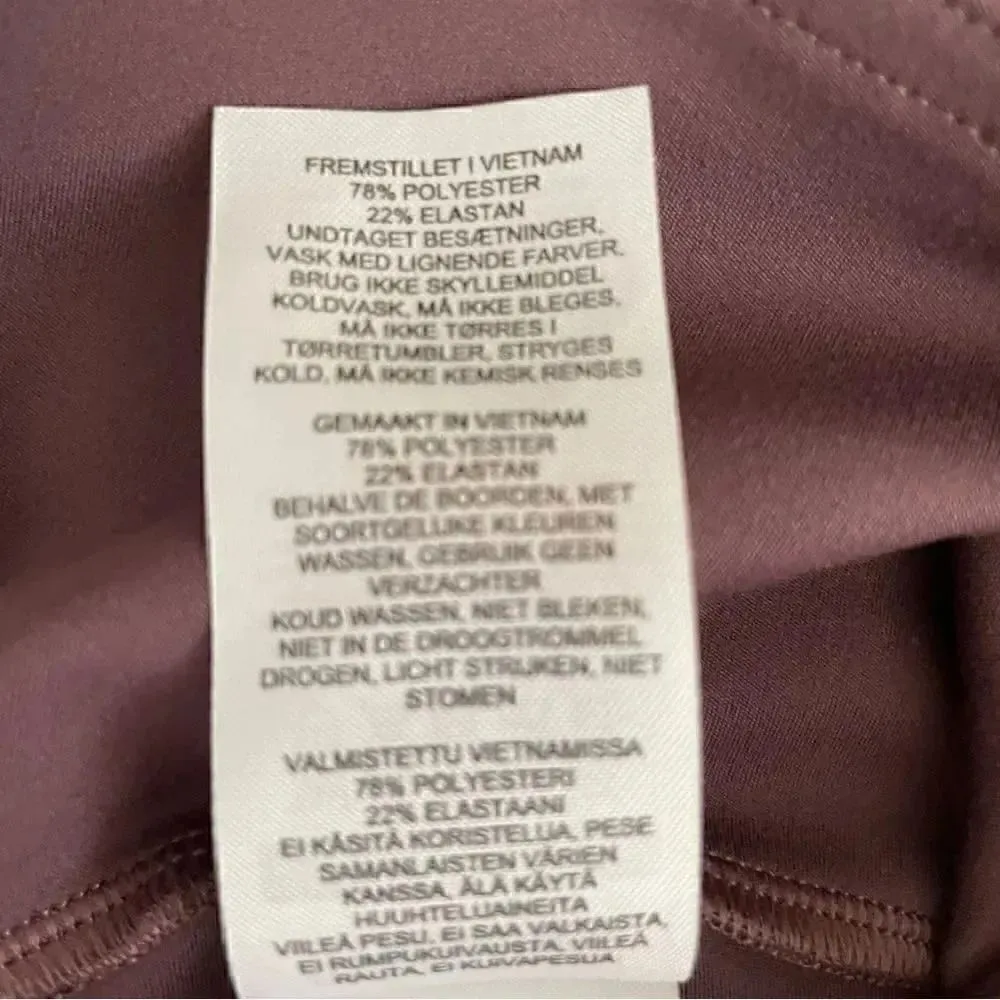 FREMSTILLET I VIETNAM
78% POLYESTER
22% ELASTAN
UNDTAGET BESÆTNINGER.
VASK MED LIGNENDE FARVER.
BRUG IKKE SKYLLEMIDDEL
KOLDVASK, MÅ IKKE BLEGES,
MÅ IKKE TØRRES I
TØRRETUMBLER, STRYGES
KOLD, MÅ IKKE KEMISK RENSES
GEMAAKT IN VIETNAM
78% POLYESTER
22% ELASTAN
BEHALVE DE BOORDEN, MET
SOORTGELIJKE KLEUREN
WASSEN, GEBRUIK GEEN
VERZACHTER
KOUD WASSEN, NIET BLEKEN,
NIET IN DE DROOGTROMMEL
DROGEN, LICHT STRIJKEN, NIET
STOMEN
VALMISTETTU VIETNAMISSA
78% POLYESTERI
22% ELASTAANI
EI KÄSITÄ KORISTELUA, PESE
SAMANLAISTEN VÄRIEN
KANSSA, ÄLÄ KÄYTÄ
HUUHTELUAINEITA
VIILEÄ PESU, EI SAA VALKAISTA,
EI RUMPUKUIVAUSTA, VIILEÄ
RAUTA, EI KUIVAPESUA